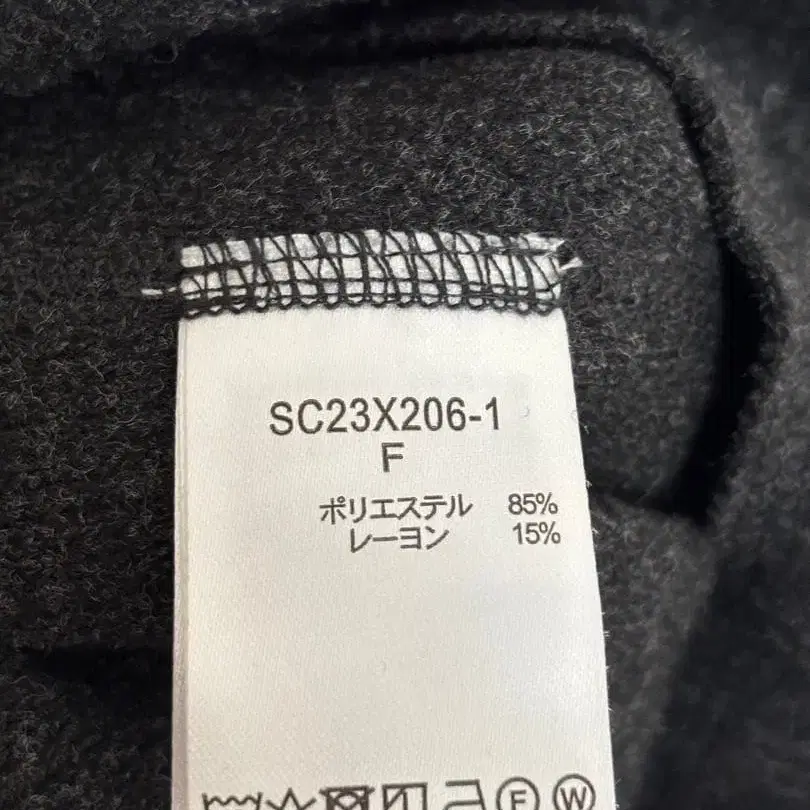 SC23X206-1
F
ポリエステル 85%
レーヨン 15%
F W